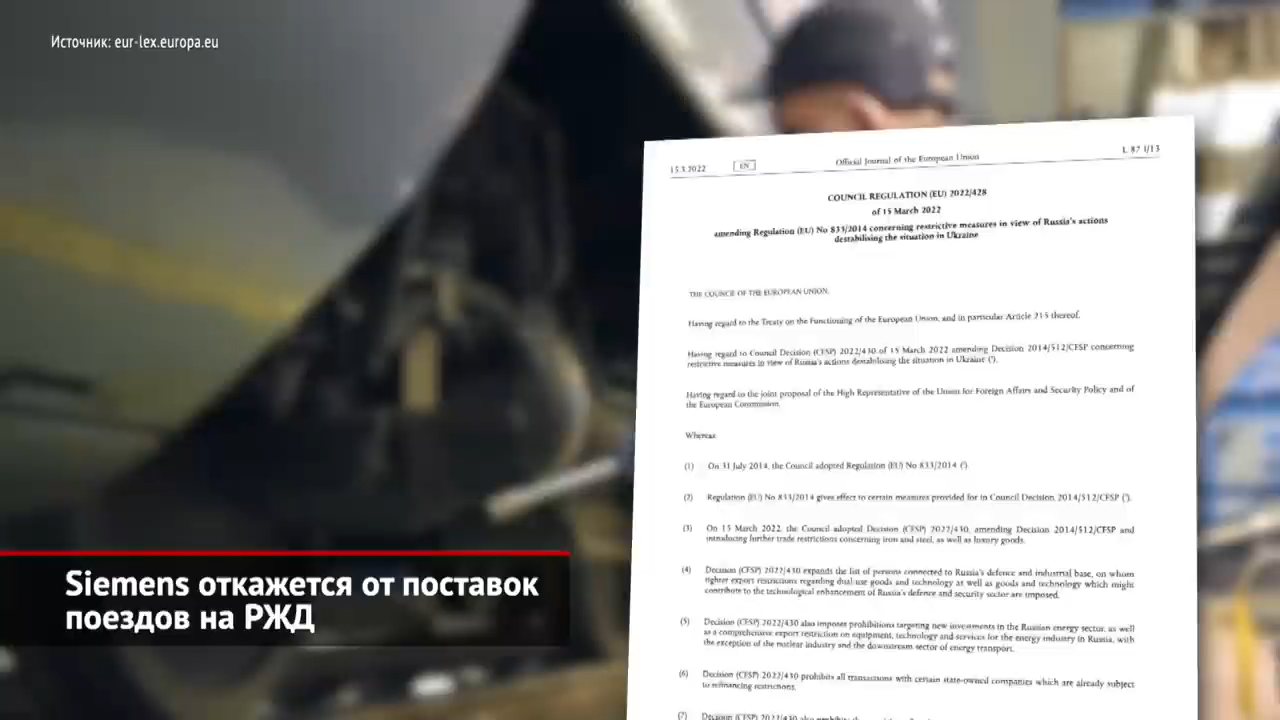 Источник: eur-lex.europa.eu
15.3.2022 EN Official Journal of the European Union L 87 I/13
COUNCIL REGULATION (EU) 2022/428
of 15 March 2022
amending Regulation (EU) No 833/2014 concerning restrictive measures in view of Russia's actions
destabilising the situation in Ukraine
THE COUNCIL OF THE EUROPEAN UNION,
Having regard to the Treaty on the Functioning of the European Union, and in particular Article 215 thereof,
Having regard to Council Decision (CFSP) 2022/430 of 15 March 2022 amending Decision 2014/512/CFSP concerning
restrictive measures in view of Russia's actions destabilising the situation in Ukraine (¹),
Having regard to the joint proposal of the High Representative of the Union for Foreign Affairs and Security Policy and of
the European Commission,
Whereas:
(1) On 31 July 2014, the Council adopted Regulation (EU) No 833/2014 (²).
(2) Regulation (EU) No 833/2014 gives effect to certain measures provided for in Council Decision 2014/512/CFSP (³).
(3) On 15 March 2022, the Council adopted Decision (CFSP) 2022/430, amending Decision 2014/512/CFSP and
introducing further trade restrictions concerning iron and steel, as well as luxury goods.
(4) Decision (CFSP) 2022/430 expands the list of persons connected to Russia's defence and industrial base, on whom
tighter export restrictions regarding dual-use goods and technology as well as goods and technology which might
contribute to the technological enhancement of Russia's defence and security sector are imposed.
(5) Decision (CFSP) 2022/430 also imposes prohibitions targeting new investments in the Russian energy sector, as well
as a comprehensive export restriction on equipment, technology and services for the energy industry in Russia, with
the exception of the nuclear industry and the downstream sector of energy transport.
(6) Decision (CFSP) 2022/430 prohibits all transactions with certain state-owned companies which are already subject
to refinancing restrictions.
(7) Decision (CFSP) 2022/430 also prohibits the
Siemens откажется от поставок
поездов на РЖД